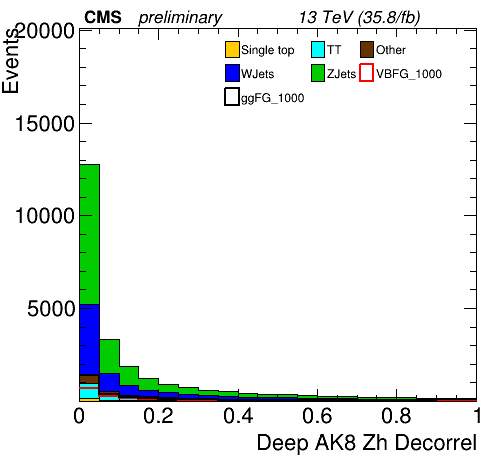 CMS preliminary 13 TeV (35.8/fb)
Events
20000
15000
10000
5000
Single top TT Other
WJets ZJets VBFG_1000
ggFG_1000
0 0.2 0.4 0.6 0.8 1
Deep AK8 Zh Decorrel